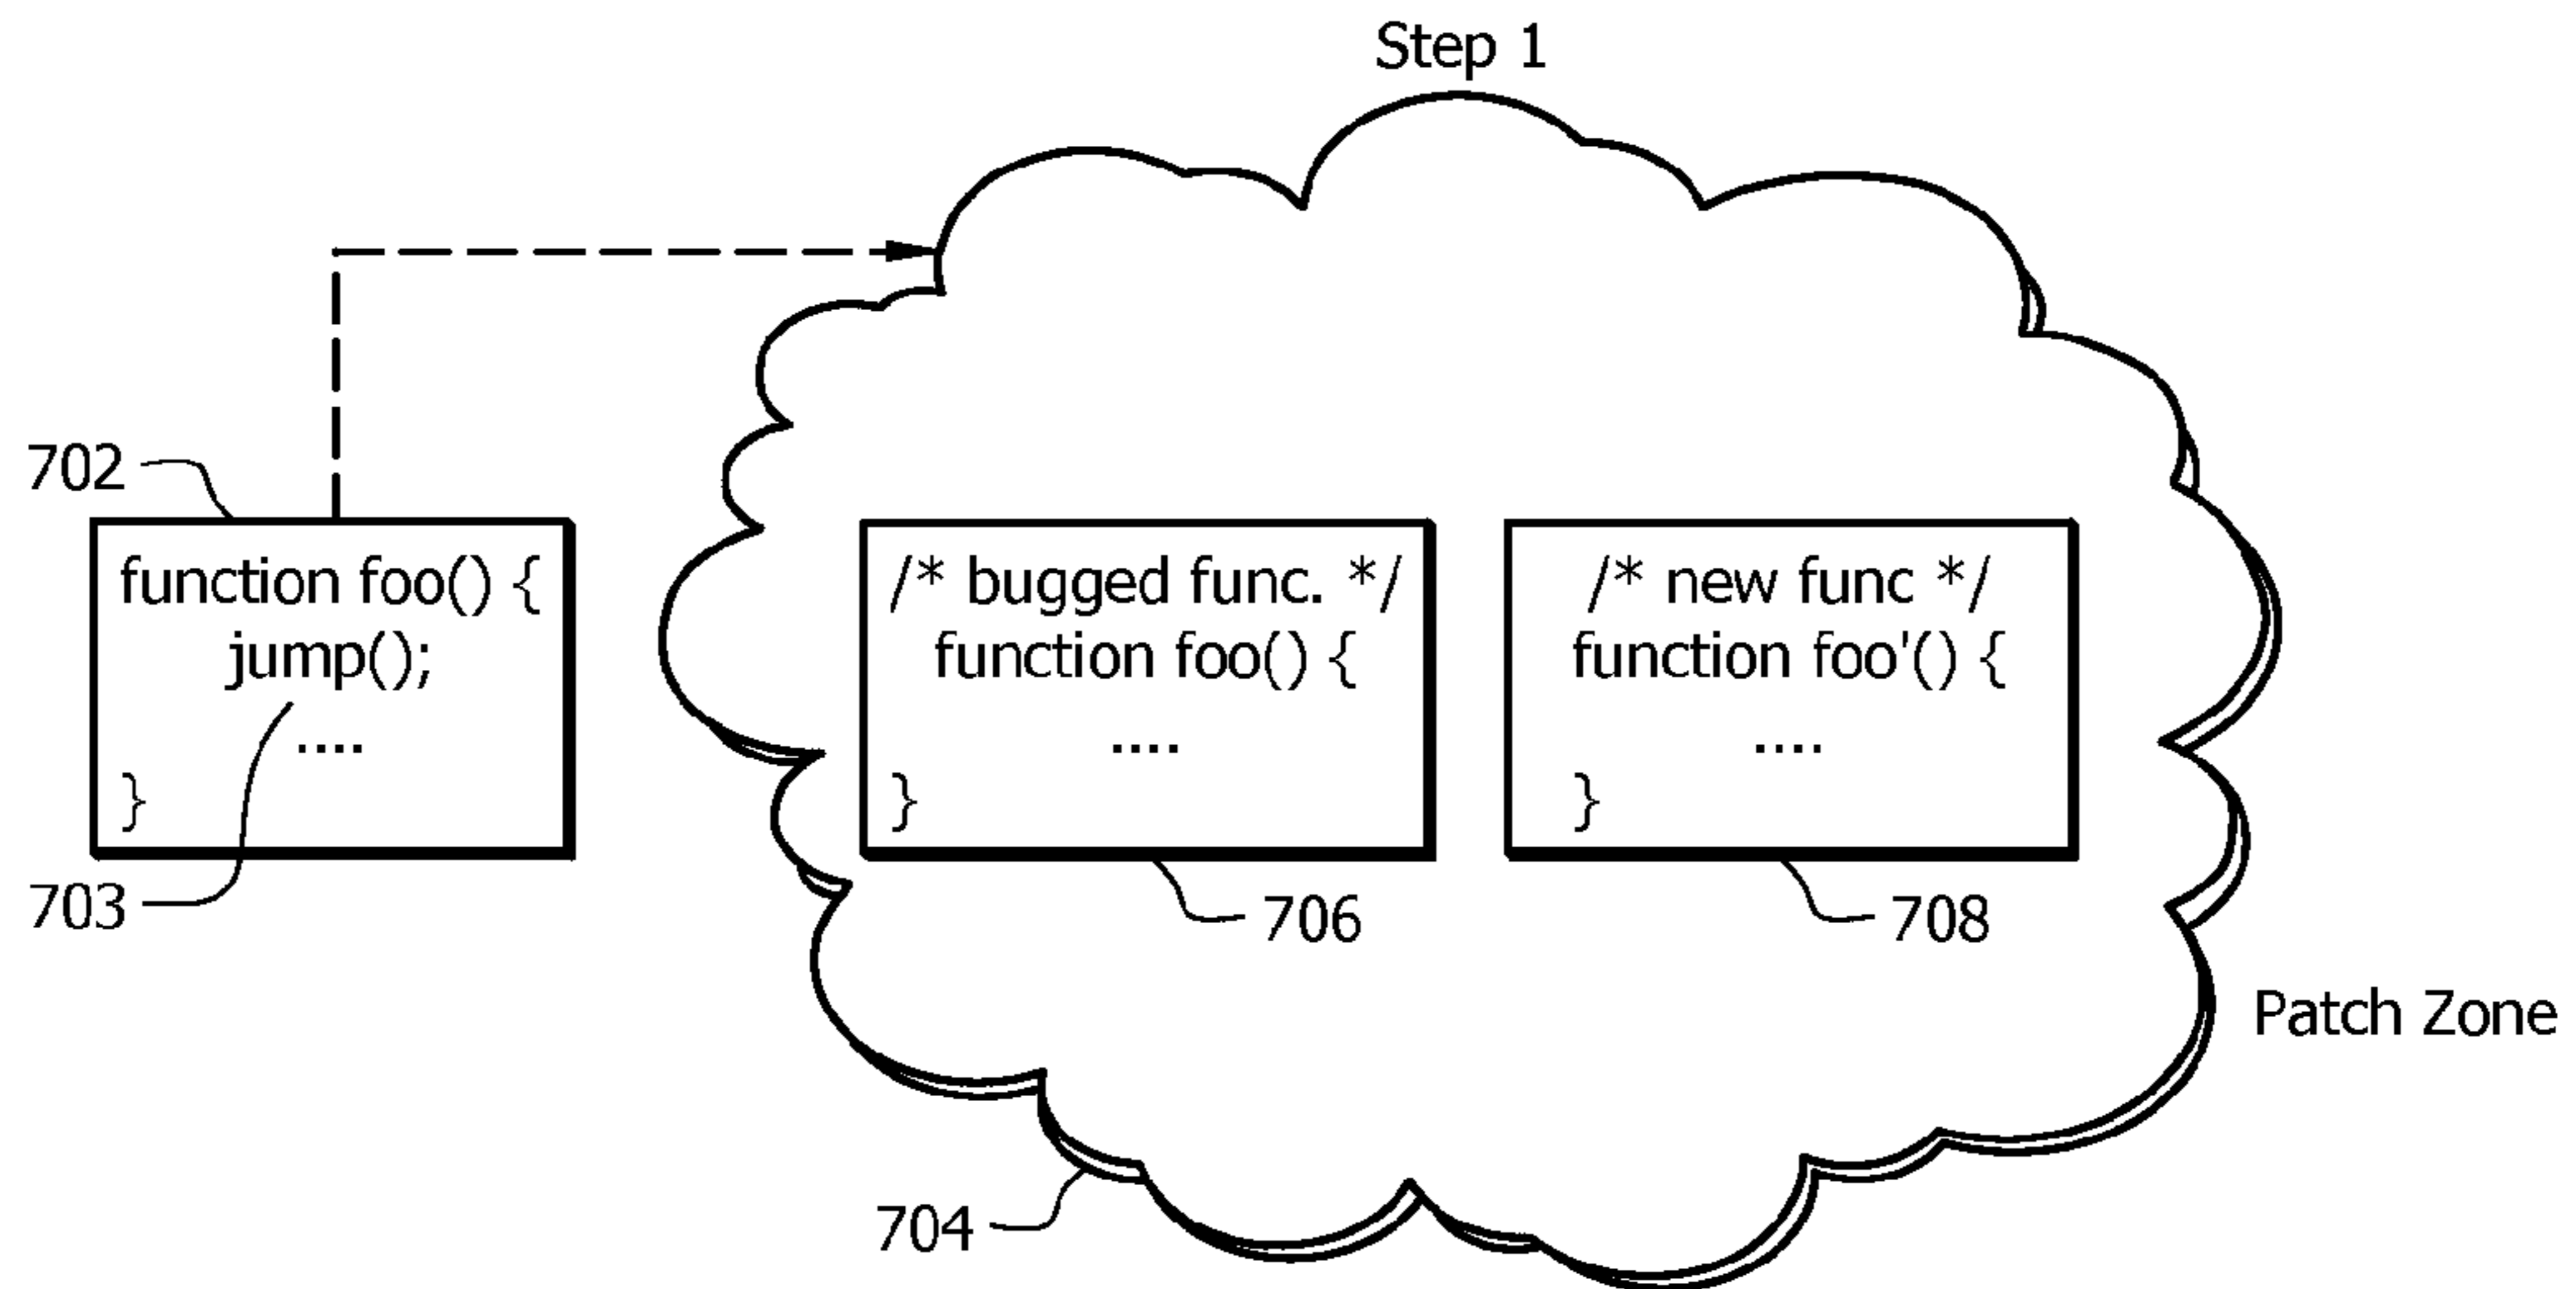 Step 1
702
function foo() {
jump();
....
}
703
/* bugged func. */
function foo() {
....
}
706
/* new func */
function foo'() {
....
}
708
Patch Zone
704